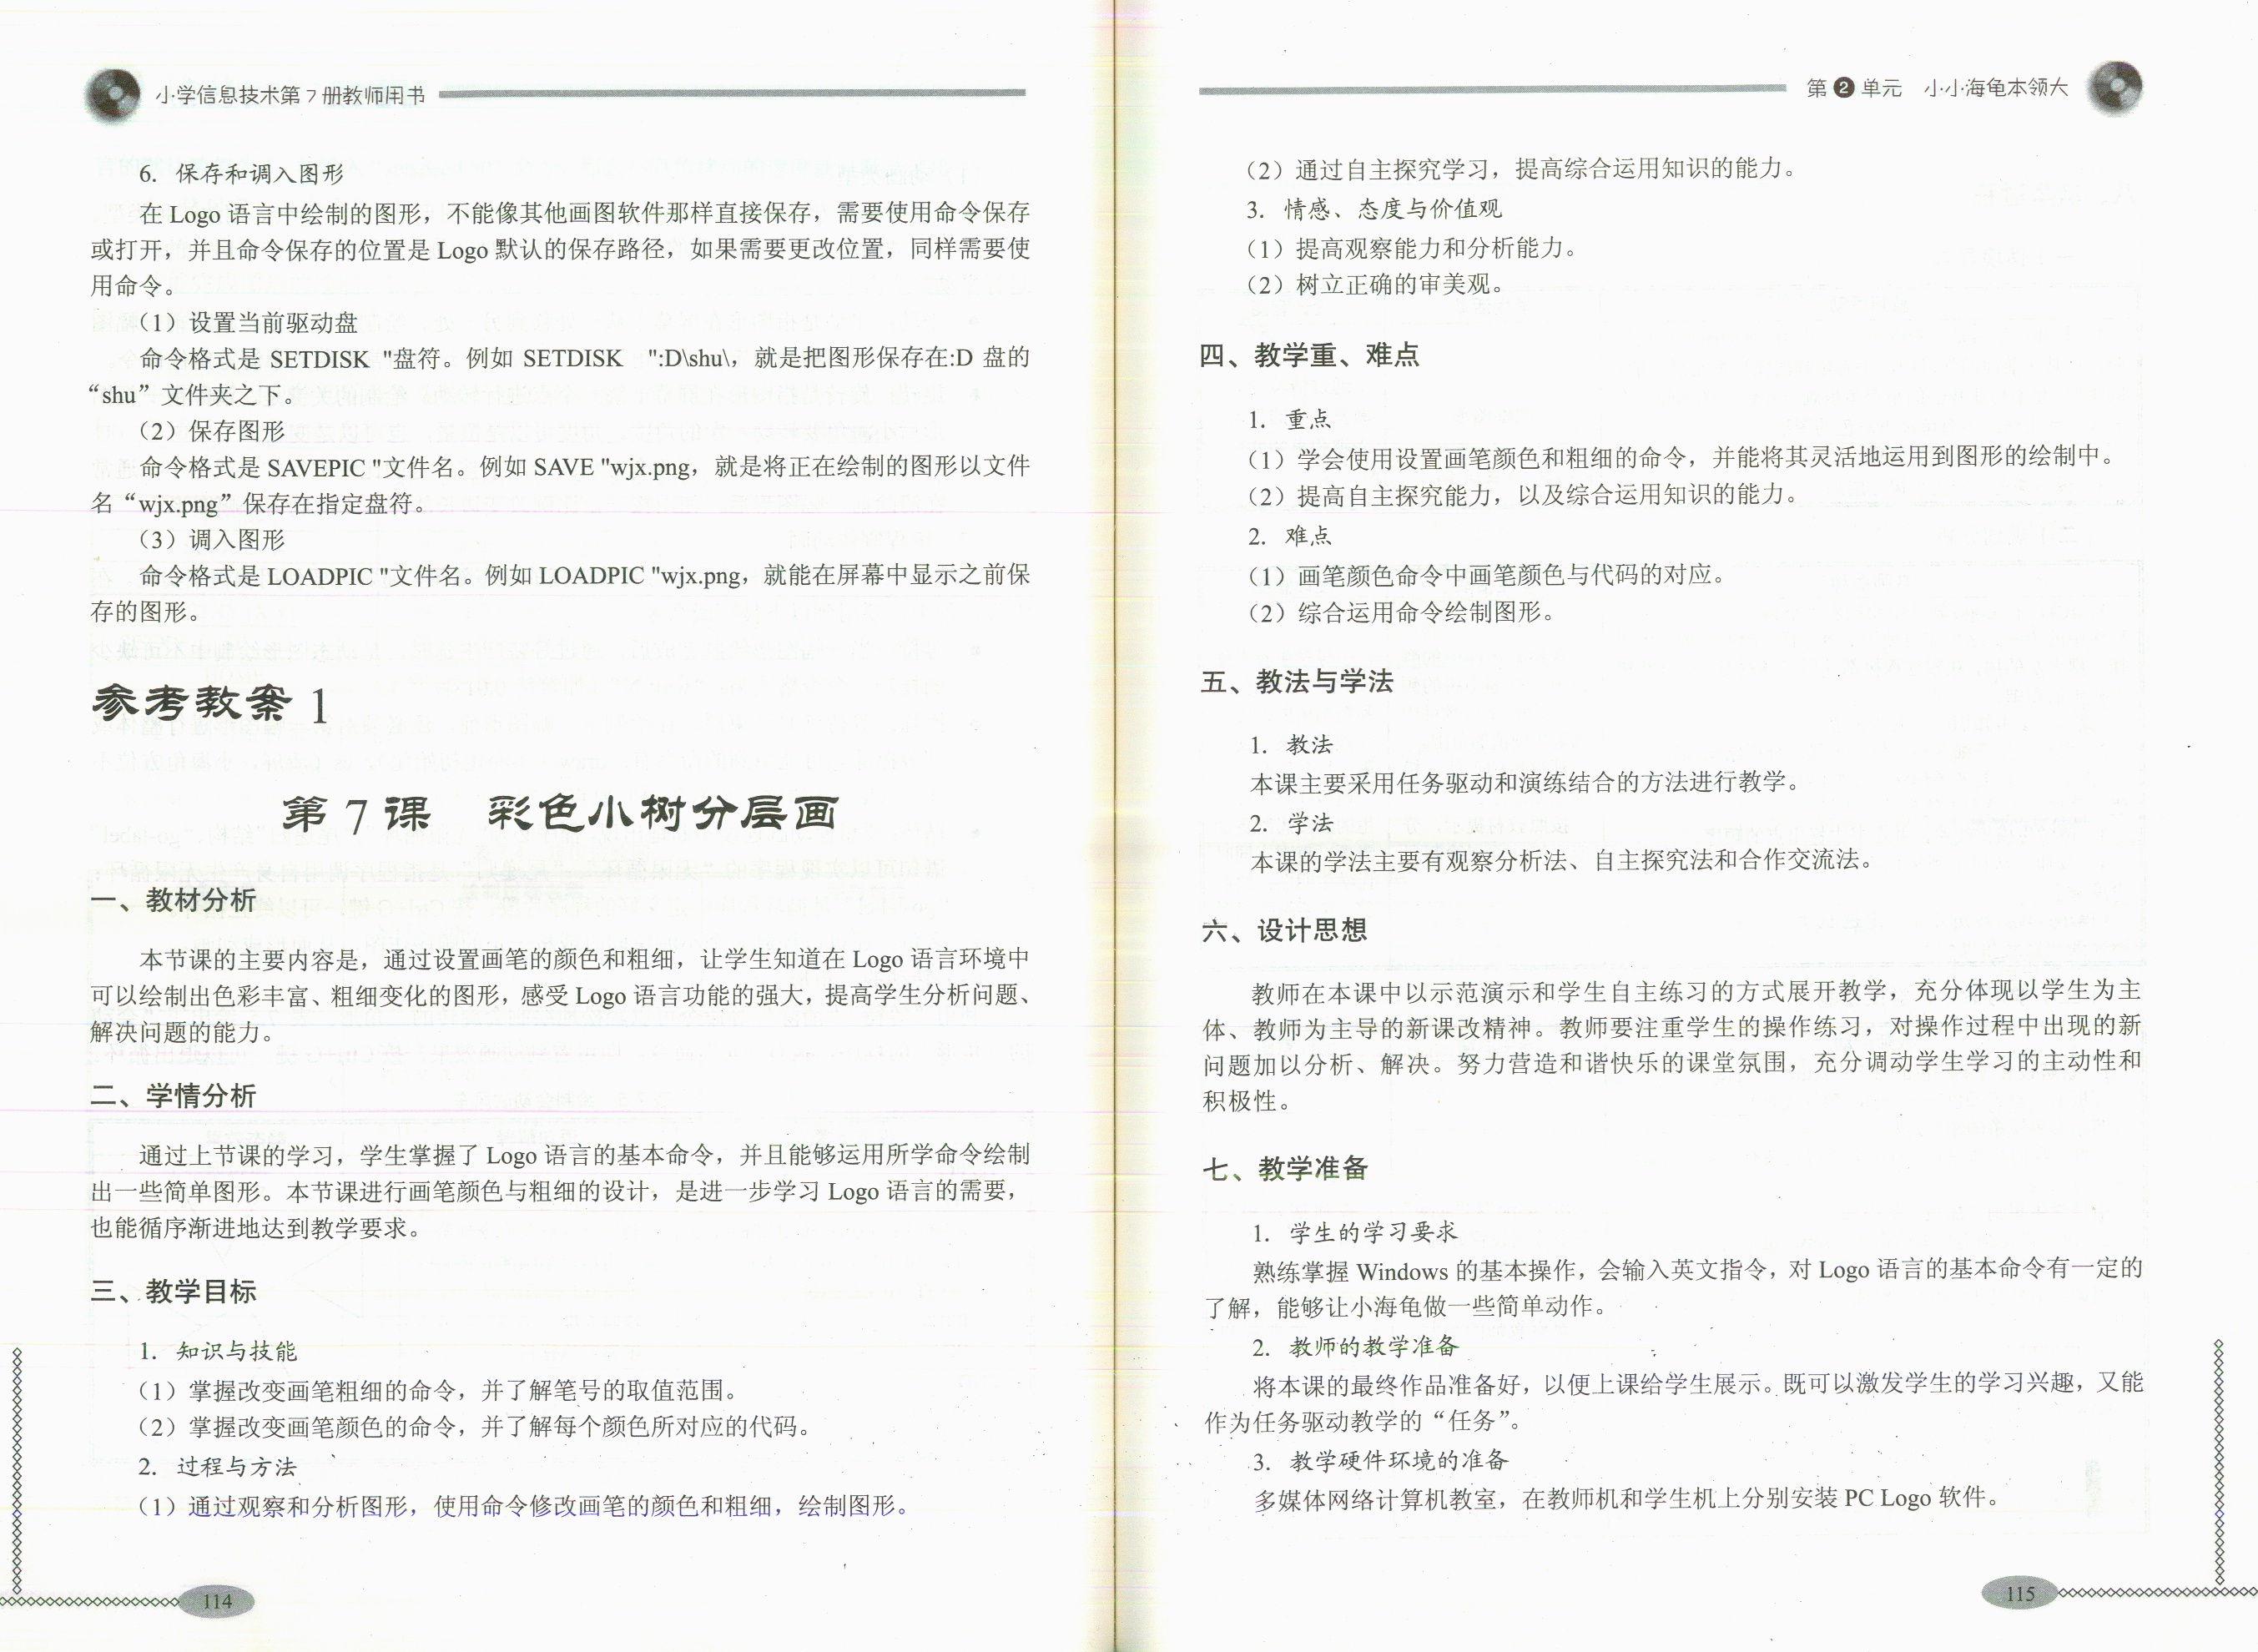 小学信息技术第7册教师用书
6. 保存和调入图形
在 Logo 语言中绘制的图形，不能像其他画图软件那样直接保存，需要使用命令保存
或打开，并且命令保存的位置是 Logo 默认的保存路径，如果需要更改位置，同样需要使
用命令。
（1）设置当前驱动盘
命令格式是 SETDISK "盘符。例如 SETDISK ":D\shu\，就是把图形保存在:D 盘的
“shu”文件夹之下。
（2）保存图形
命令格式是 SAVEPIC "文件名。例如 SAVE "wjx.png，就是将正在绘制的图形以文件
名“wjx.png”保存在指定盘符。
（3）调入图形
命令格式是 LOADPIC "文件名。例如 LOADPIC "wjx.png，就能在屏幕中显示之前保
存的图形。
参考教案 1
第 7 课 彩色小树分层画
一、教材分析
本节课的主要内容是，通过设置画笔的颜色和粗细，让学生知道在 Logo 语言环境中
可以绘制出色彩丰富、粗细变化的图形，感受 Logo 语言功能的强大，提高学生分析问题、
解决问题的能力。
二、学情分析
通过上节课的学习，学生掌握了 Logo 语言的基本命令，并且能够运用所学命令绘制
出一些简单图形。本节课进行画笔颜色与粗细的设计，是进一步学习 Logo 语言的需要，
也能循序渐进地达到教学要求。
三、教学目标
1. 知识与技能
（1）掌握改变画笔粗细的命令，并了解笔号的取值范围。
（2）掌握改变画笔颜色的命令，并了解每个颜色所对应的代码。
2. 过程与方法
（1）通过观察和分析图形，使用命令修改画笔的颜色和粗细，绘制图形。
114
第2单元 小小海龟本领大
（2）通过自主探究学习，提高综合运用知识的能力。
3. 情感、态度与价值观
（1）提高观察能力和分析能力。
（2）树立正确的审美观。
四、教学重、难点
1. 重点
（1）学会使用设置画笔颜色和粗细的命令，并能将其灵活地运用到图形的绘制中。
（2）提高自主探究能力，以及综合运用知识的能力。
2. 难点
（1）画笔颜色命令中画笔颜色与代码的对应。
（2）综合运用命令绘制图形。
五、教法与学法
1. 教法
本课主要采用任务驱动和演练结合的方法进行教学。
2. 学法
本课的学法主要有观察分析法、自主探究法和合作交流法。
六、设计思想
教师在本课中以示范演示和学生自主练习的方式展开教学，充分体现以学生为主
体、教师为主导的新课改精神。教师要注重学生的操作练习，对操作过程中出现的新
问题加以分析、解决。努力营造和谐快乐的课堂氛围，充分调动学生学习的主动性和
积极性。
七、教学准备
1. 学生的学习要求
熟练掌握 Windows 的基本操作，会输入英文指令，对 Logo 语言的基本命令有一定的
了解，能够让小海龟做一些简单动作。
2. 教师的教学准备
将本课的最终作品准备好，以便上课给学生展示。既可以激发学生的学习兴趣，又能
作为任务驱动教学的“任务”。
3. 教学硬件环境的准备
多媒体网络计算机教室，在教师机和学生机上分别安装 PC Logo 软件。
115